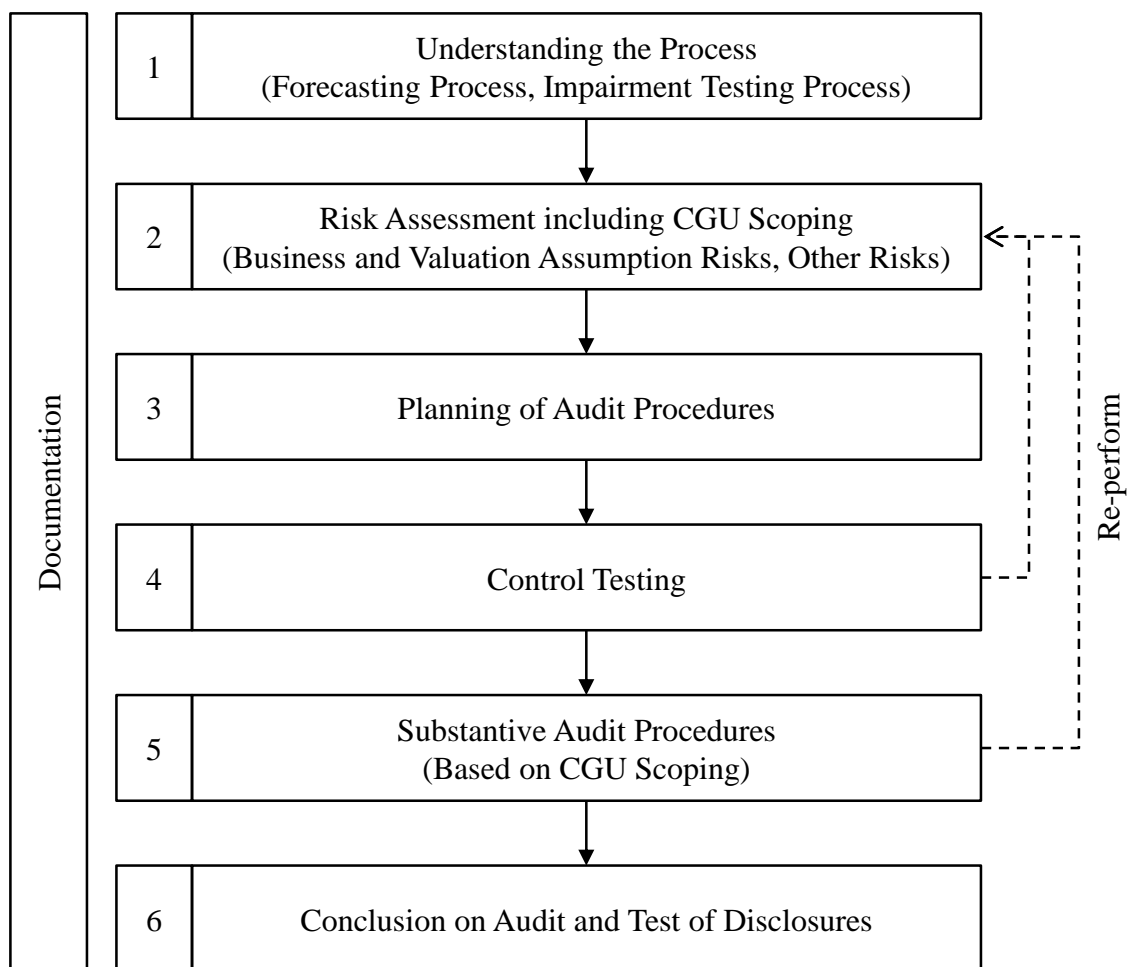 Documentation
1
Understanding the Process
(Forecasting Process, Impairment Testing Process)
2
Risk Assessment including CGU Scoping
(Business and Valuation Assumption Risks, Other Risks)
3
Planning of Audit Procedures
4
Control Testing
5
Substantive Audit Procedures
(Based on CGU Scoping)
6
Conclusion on Audit and Test of Disclosures
Re-perform